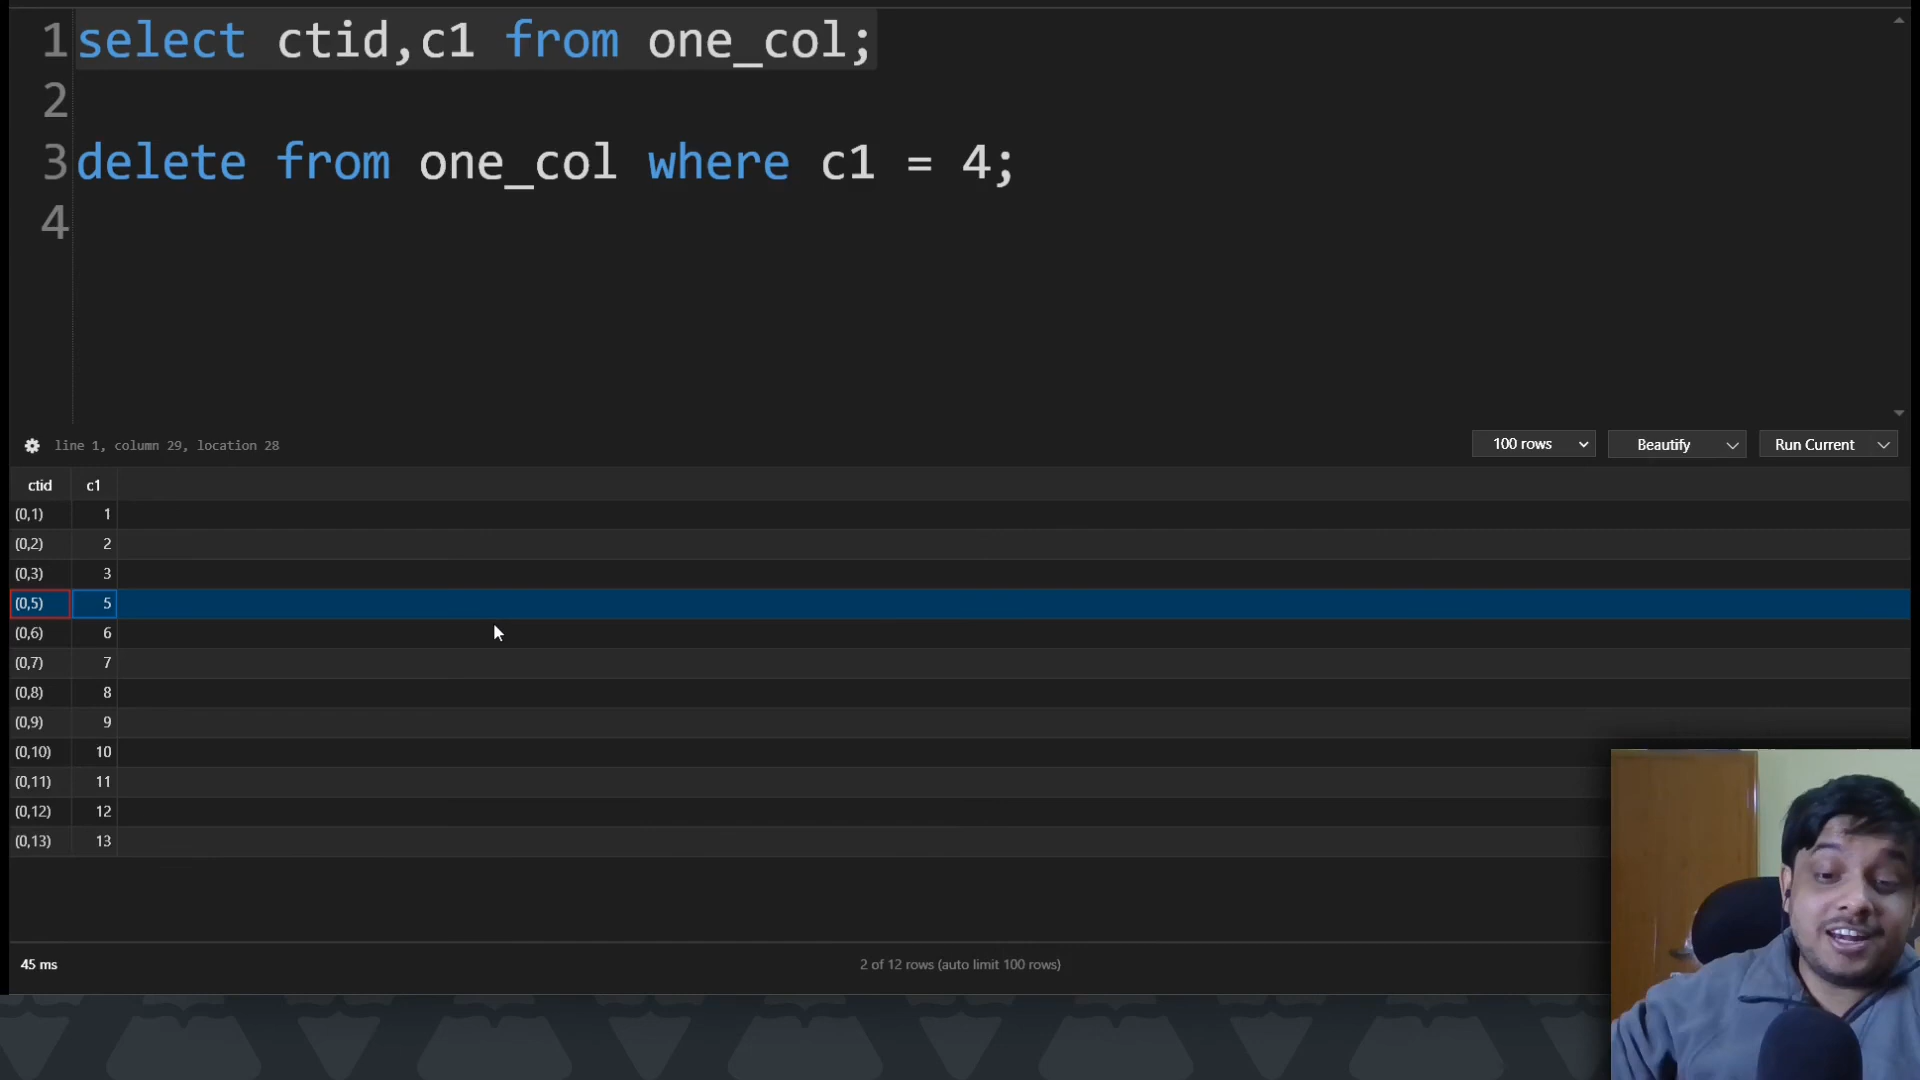 1 select ctid,c1 from one_col;
2
3 delete from one_col where c1 = 4;
4
line 1, column 29, location 28
100 rows Beautify Run Current
ctid c1
(0,1) 1
(0,2) 2
(0,3) 3
(0,5) 5
(0,6) 6
(0,7) 7
(0,8) 8
(0,9) 9
(0,10) 10
(0,11) 11
(0,12) 12
(0,13) 13
45 ms 2 of 12 rows (auto limit 100 rows)